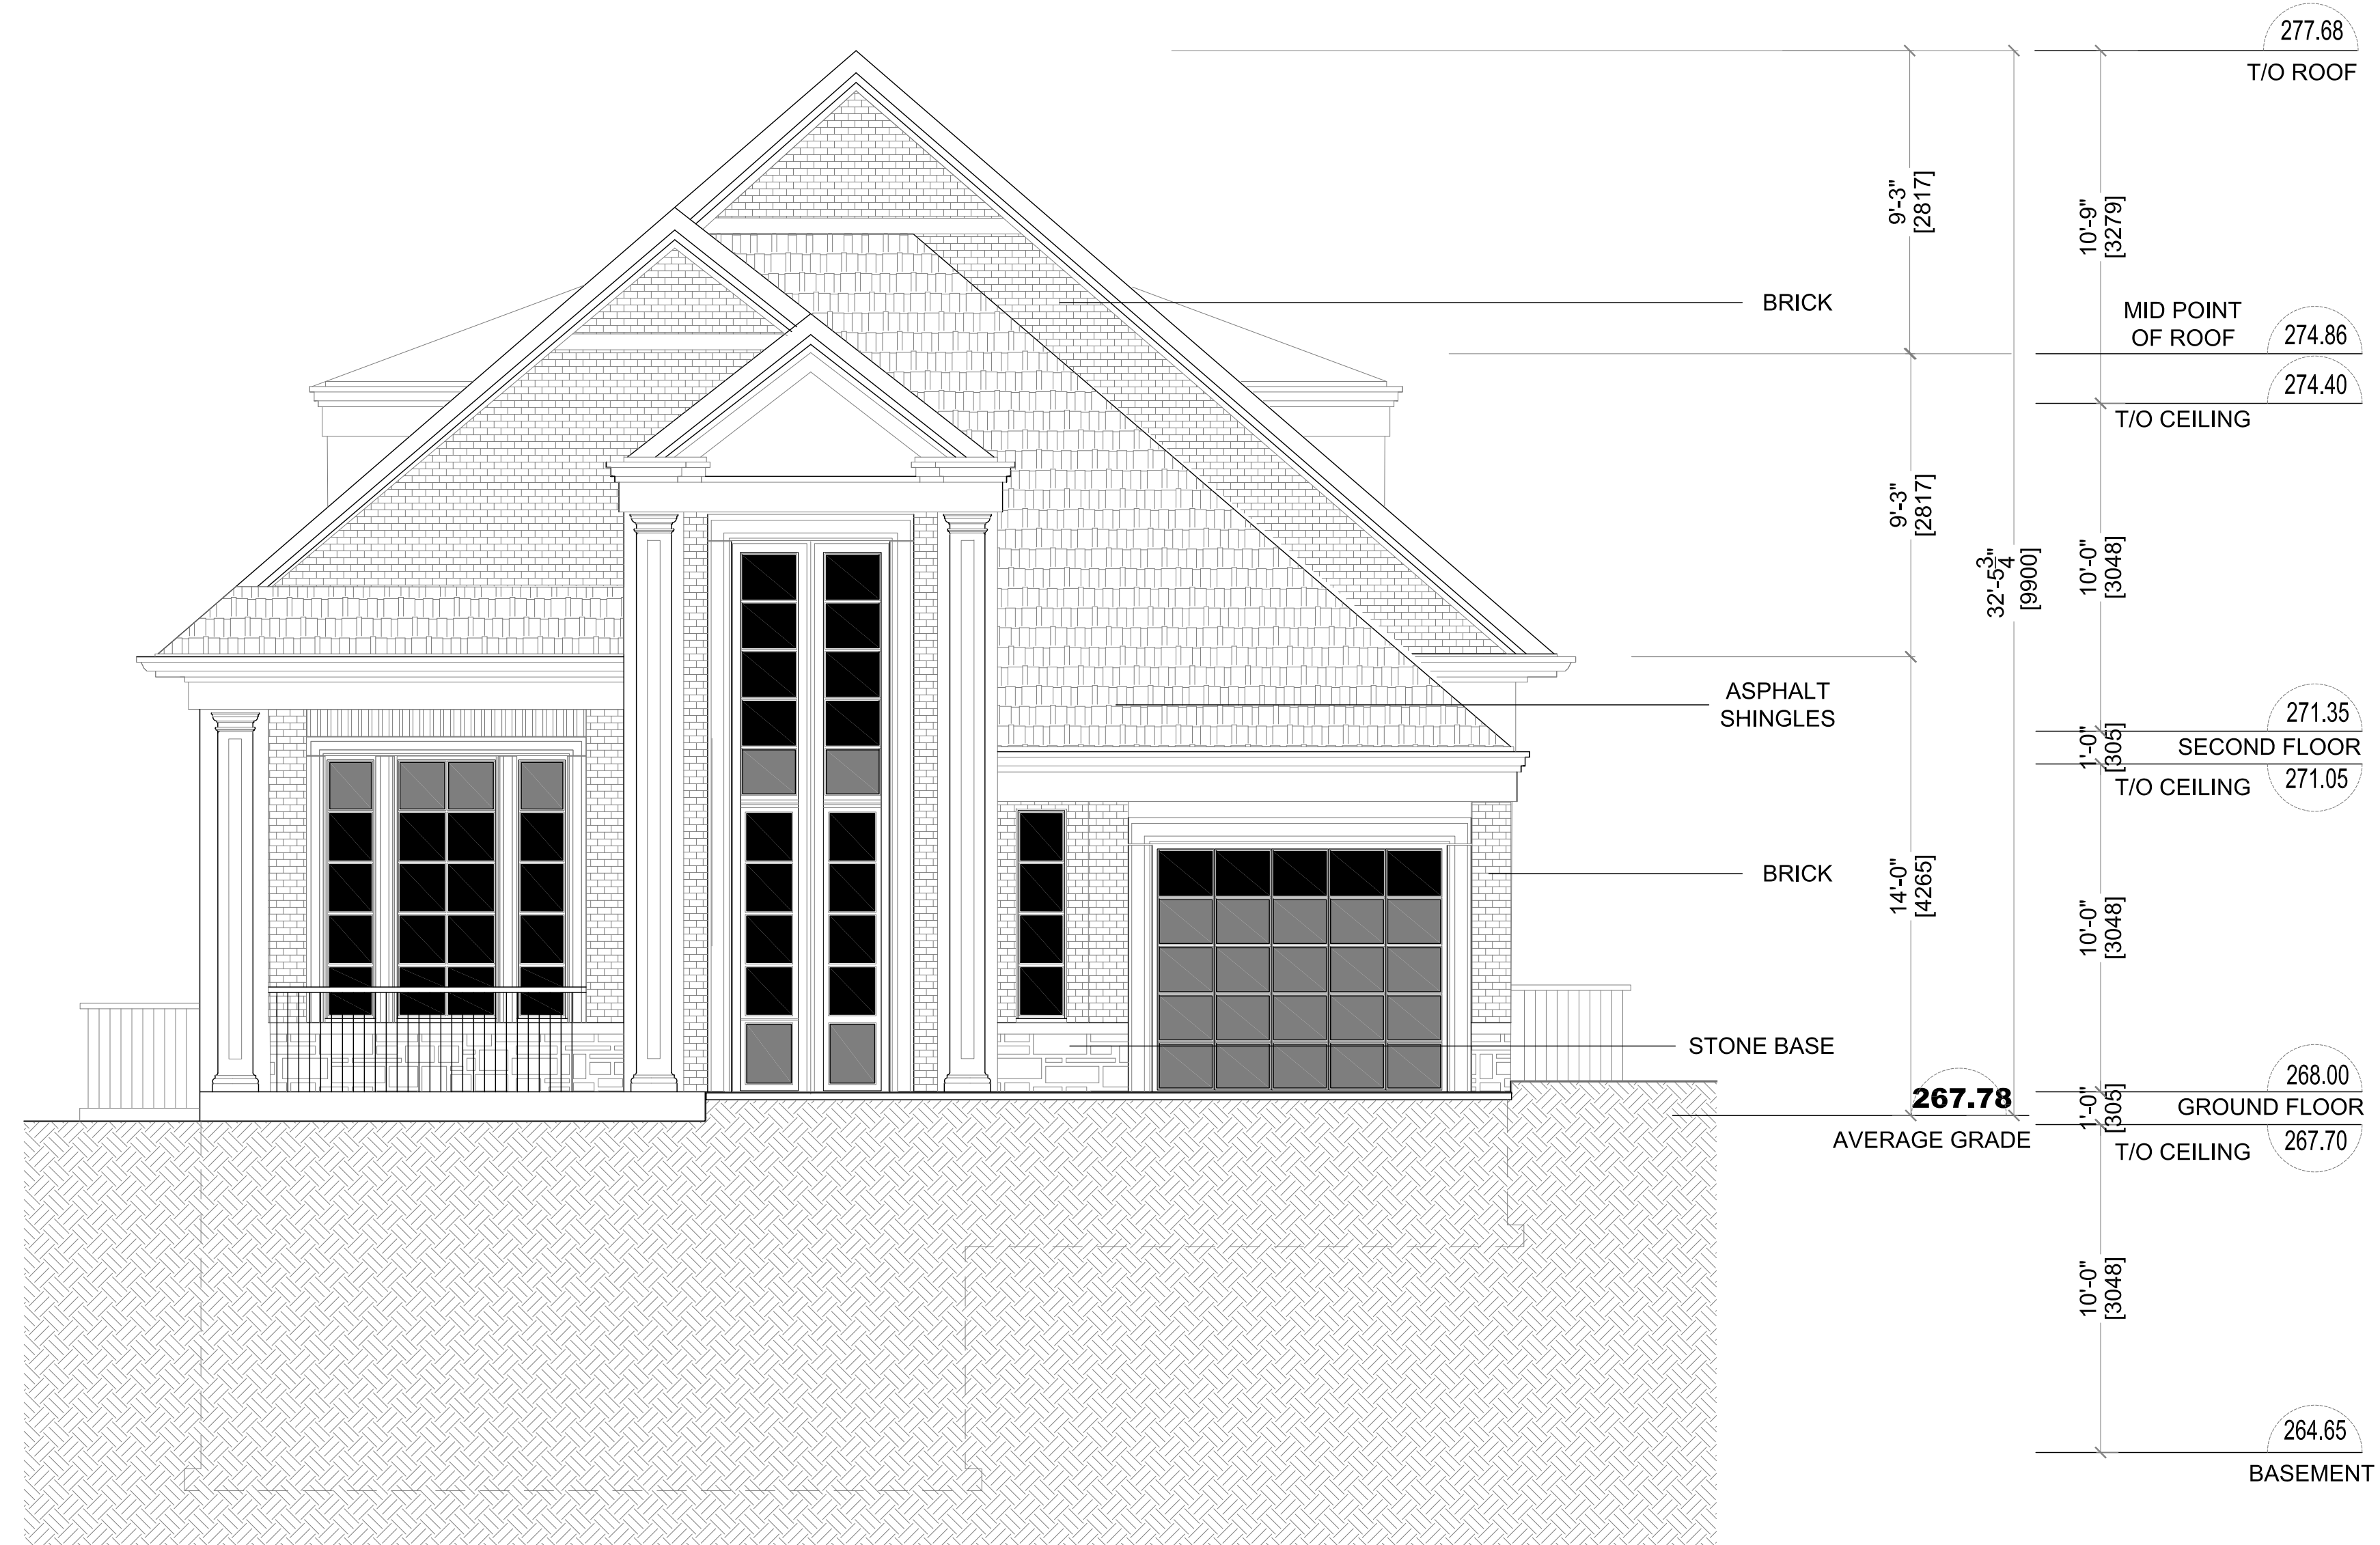 277.68
T/O ROOF
9'-3"
[2817]
10'-9"
[3279]
BRICK
MID POINT
OF ROOF
274.86
274.40
T/O CEILING
9'-3"
[2817]
32'-5 3/4"
[9900]
10'-0"
[3048]
ASPHALT
SHINGLES
271.35
1'-0"
[305]
SECOND FLOOR
T/O CEILING
271.05
BRICK
14'-0"
[4265]
10'-0"
[3048]
STONE BASE
268.00
267.78
AVERAGE GRADE
1'-0"
[305]
GROUND FLOOR
T/O CEILING
267.70
10'-0"
[3048]
264.65
BASEMENT